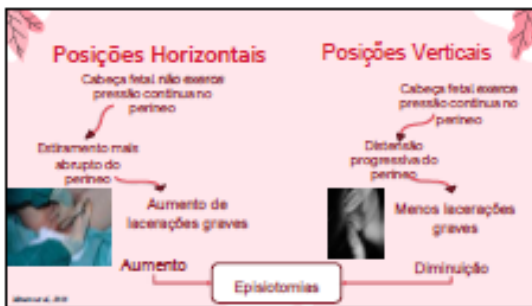 Posições Horizontais
Cabeça fetal não exerce
pressão contínua no
períneo
Estiramento mais
abrupto do
períneo
Aumento de
lacerações graves
Aumento
Posições Verticais
Cabeça fetal exerce
pressão contínua no
períneo
Distensão
progressiva do
períneo
Menos lacerações
graves
Diminuição
Episiotomias